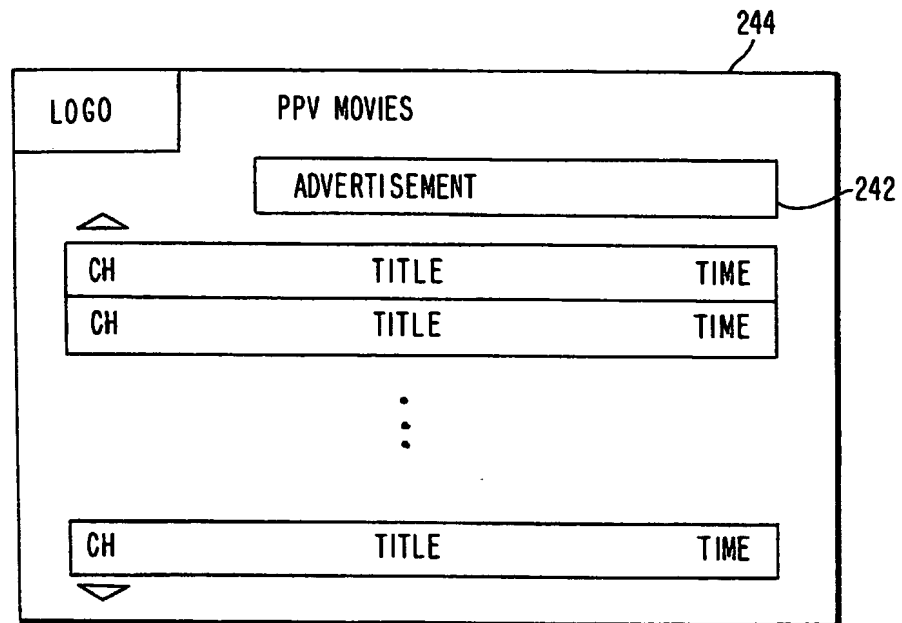 244
LOGO PPV MOVIES
ADVERTISEMENT 242
CH TITLE TIME
CH TITLE TIME
CH TITLE TIME